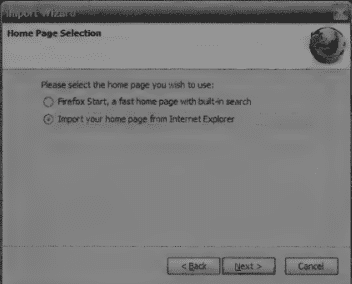 Import Wizard
Home Page Selection
Please select the home page you wish to use:
Firefox Start, a fast home page with built-in search
Import your home page from Internet Explorer
< Back
Next >
Cancel